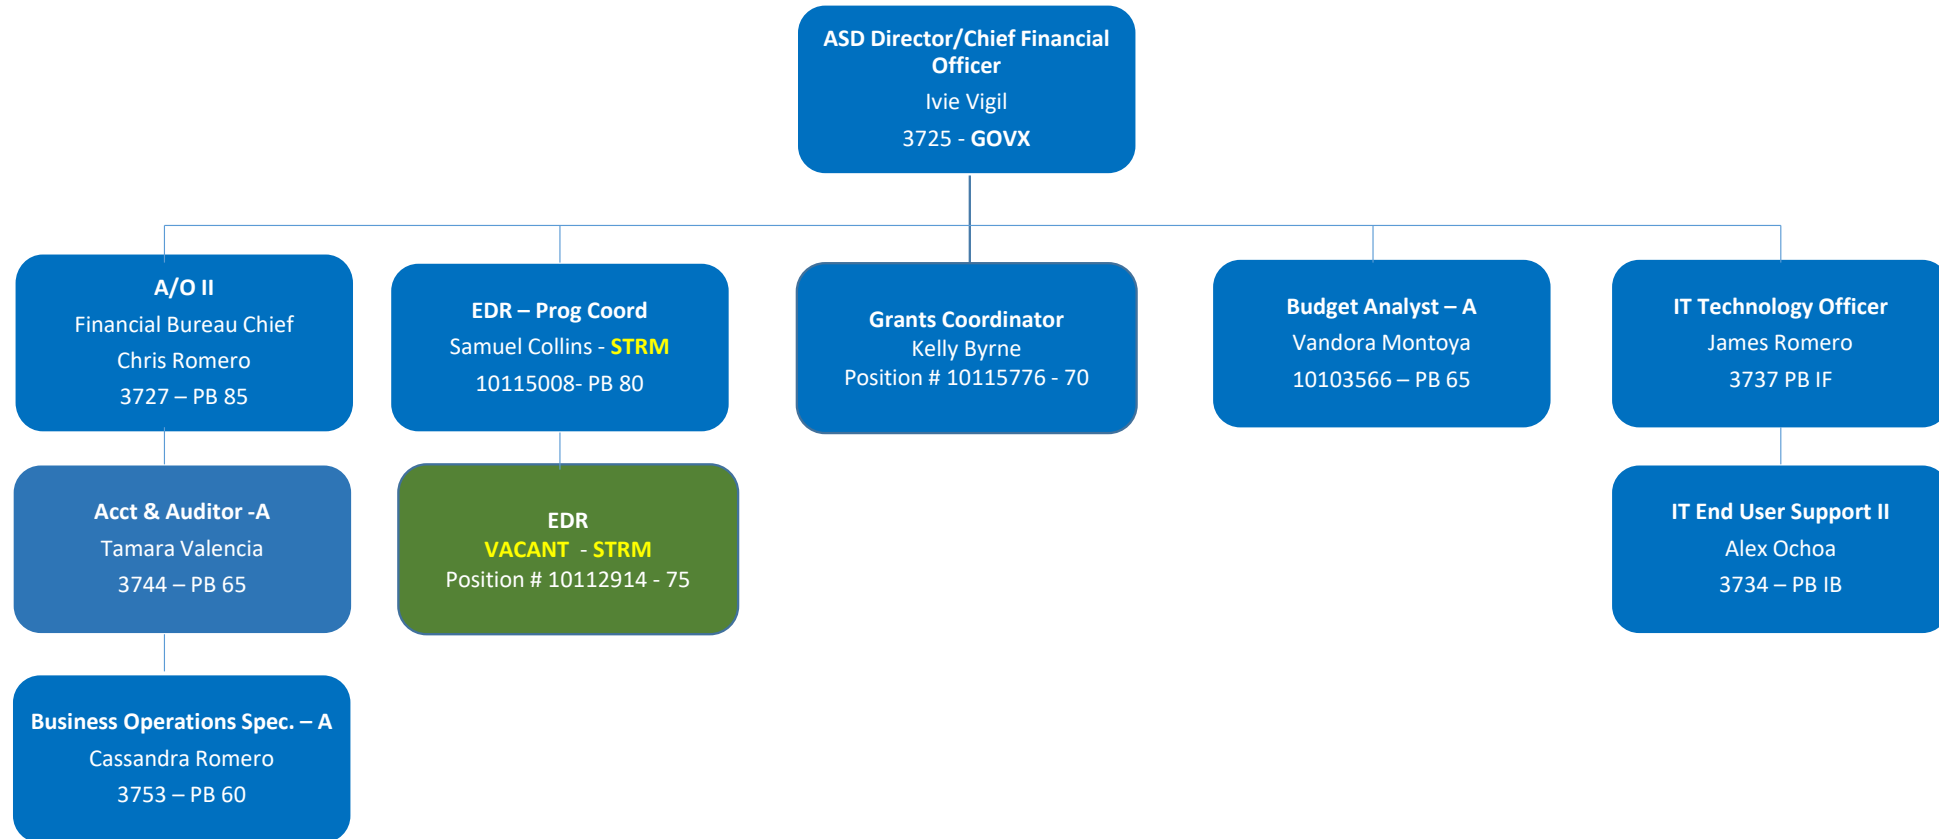 ASD Director/Chief Financial
Officer
Ivie Vigil
3725 - GOVX
A/O II
Financial Bureau Chief
Chris Romero
3727 – PB 85
EDR – Prog Coord
Samuel Collins - STRM
10115008- PB 80
Grants Coordinator
Kelly Byrne
Position # 10115776 - 70
Budget Analyst – A
Vandora Montoya
10103566 – PB 65
IT Technology Officer
James Romero
3737 PB IF
Acct & Auditor -A
Tamara Valencia
3744 – PB 65
EDR
VACANT - STRM
Position # 10112914 - 75
IT End User Support II
Alex Ochoa
3734 – PB IB
Business Operations Spec. – A
Cassandra Romero
3753 – PB 60